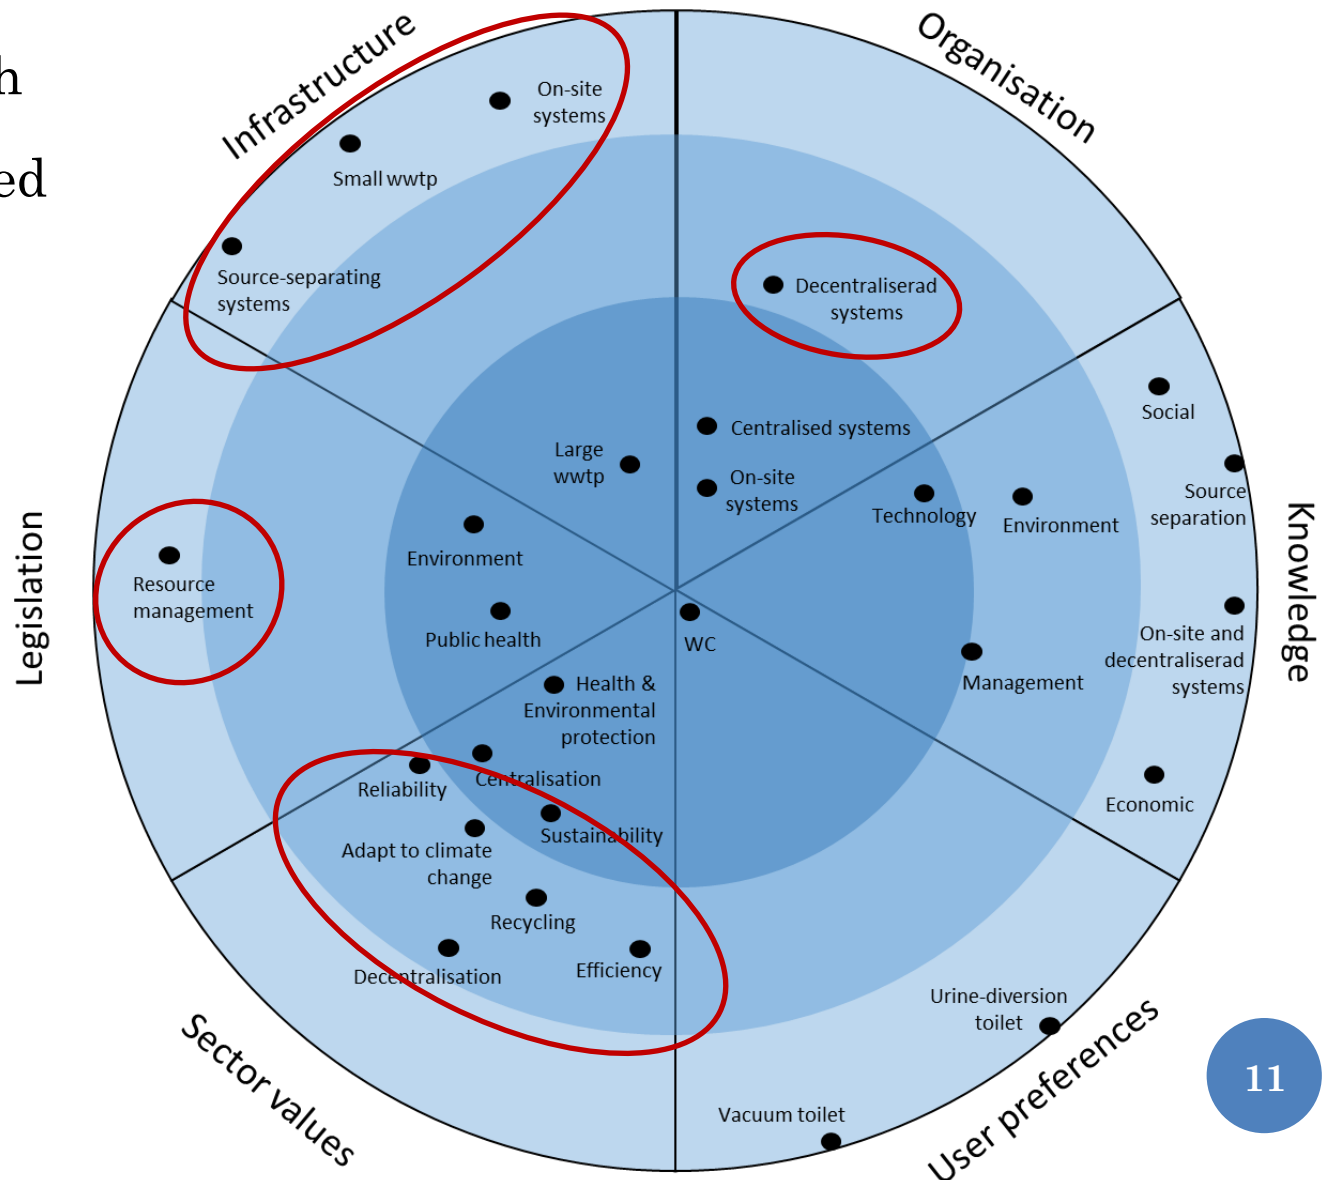 h
ed
Infrastructure
Organisation
On-site
systems
Small wwtp
Source-separating
systems
Decentraliserad
systems
Social
Centralised systems
Large
wwtp
On-site
systems
Source
separation
Technology
Environment
Knowledge
Legislation
Environment
Resource
management
Public health
WC
On-site and
decentraliserad
systems
Management
Health &
Environmental
protection
Centralisation
Reliability
Economic
Sustainability
Adapt to climate
change
Recycling
Decentralisation
Efficiency
Urine-diversion
toilet
Sector values
User preferences
11
Vacuum toilet